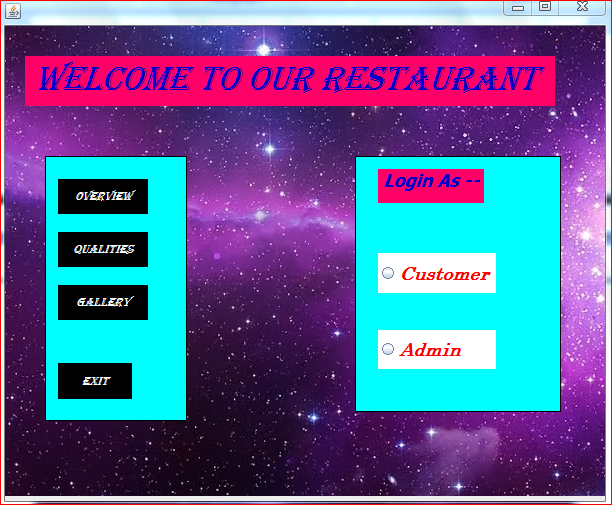 WELCOME TO OUR RESTAURANT
OVERVIEW
QUALITIES
GALLERY
EXIT
Login As --
Customer
Admin